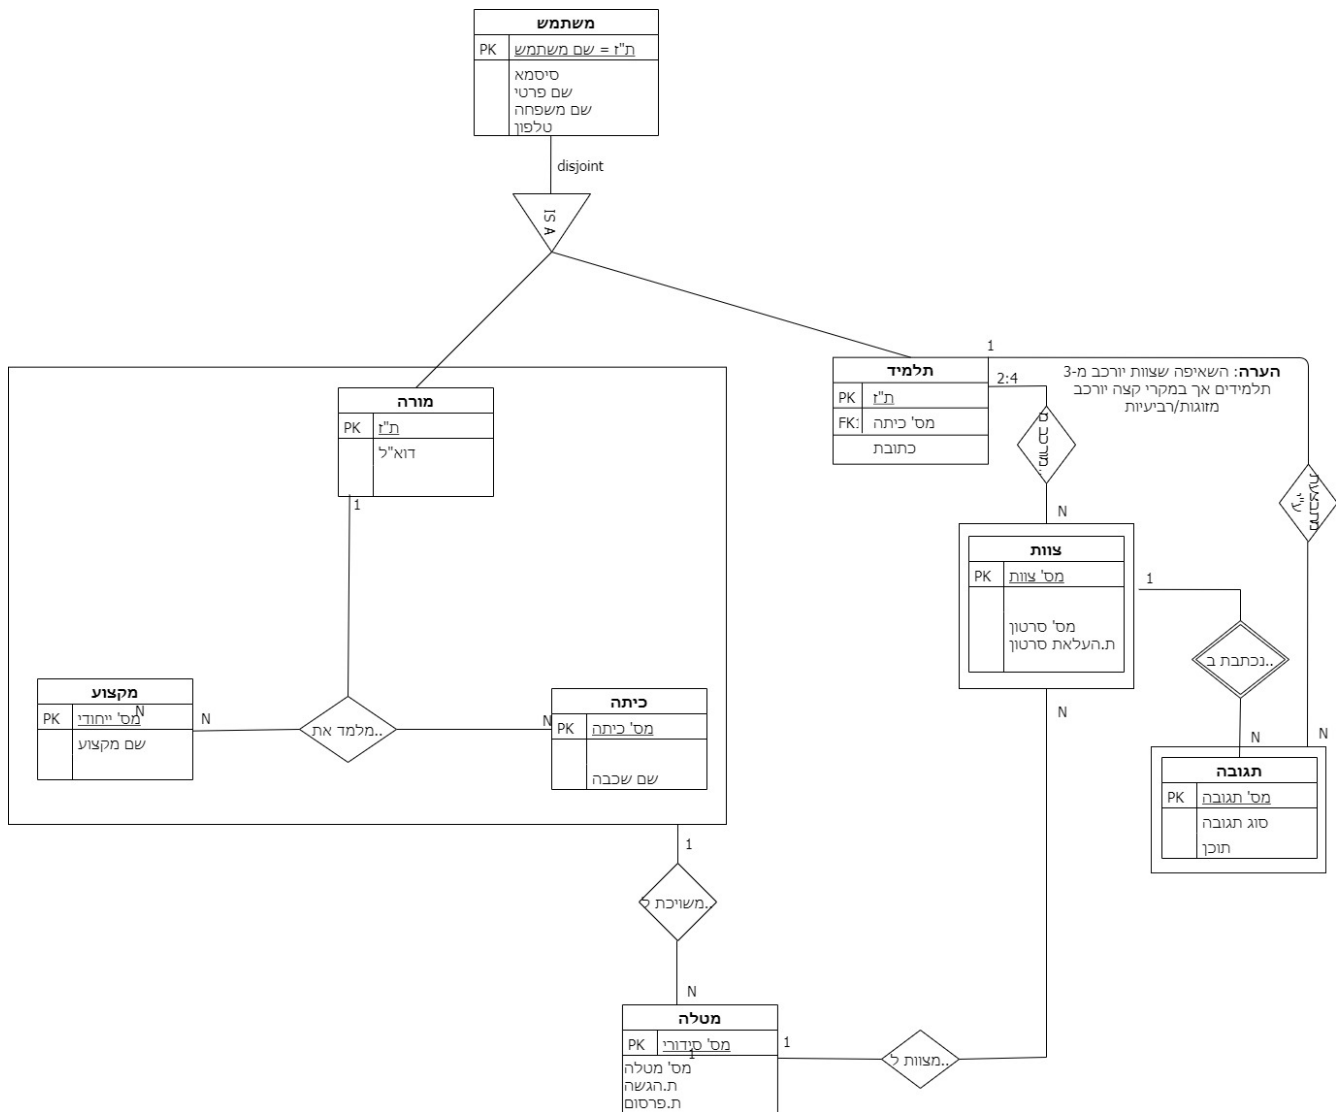 משתמש
PK
ת"ז = שם משתמש
סיסמא
שם פרטי
שם משפחה
טלפון
disjoint
IS A
1
תלמיד
PK
ת"ז
FK:
מס' כיתה
כתובת
2:4
הערה: השאיפה שצוות יורכב מ-3
תלמידים אך במקרי קצה יורכב
מזוגות/רביעיות
מורכב מ..
N
מתבצעת
ע"י
מורה
PK
ת"ז
דוא"ל
1
צוות
PK
מס' צוות
מס' סרטון
ת.העלאת סרטון
1
נכתבת ב..
N
N
N
תגובה
PK
מס' תגובה
סוג תגובה
תוכן
מקצוע
PK
מס' ייחודי
N
שם מקצוע
N
מלמד את..
N
כיתה
PK
מס' כיתה
שם שכבה
1
משויכת ל..
N
מטלה
PK
מס' סידורי
1
מס' מטלה
ת.הגשה
ת.פרסום
1
מצוות ל..